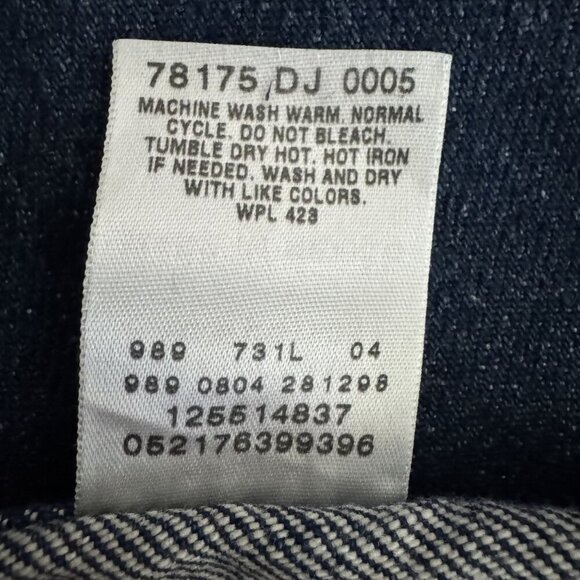 78175 DJ 0005
MACHINE WASH WARM. NORMAL
CYCLE. DO NOT BLEACH.
TUMBLE DRY HOT. HOT IRON
IF NEEDED. WASH AND DRY
WITH LIKE COLORS.
WPL 423
989 731L 04
989 0804 281298
125514837
052176399396